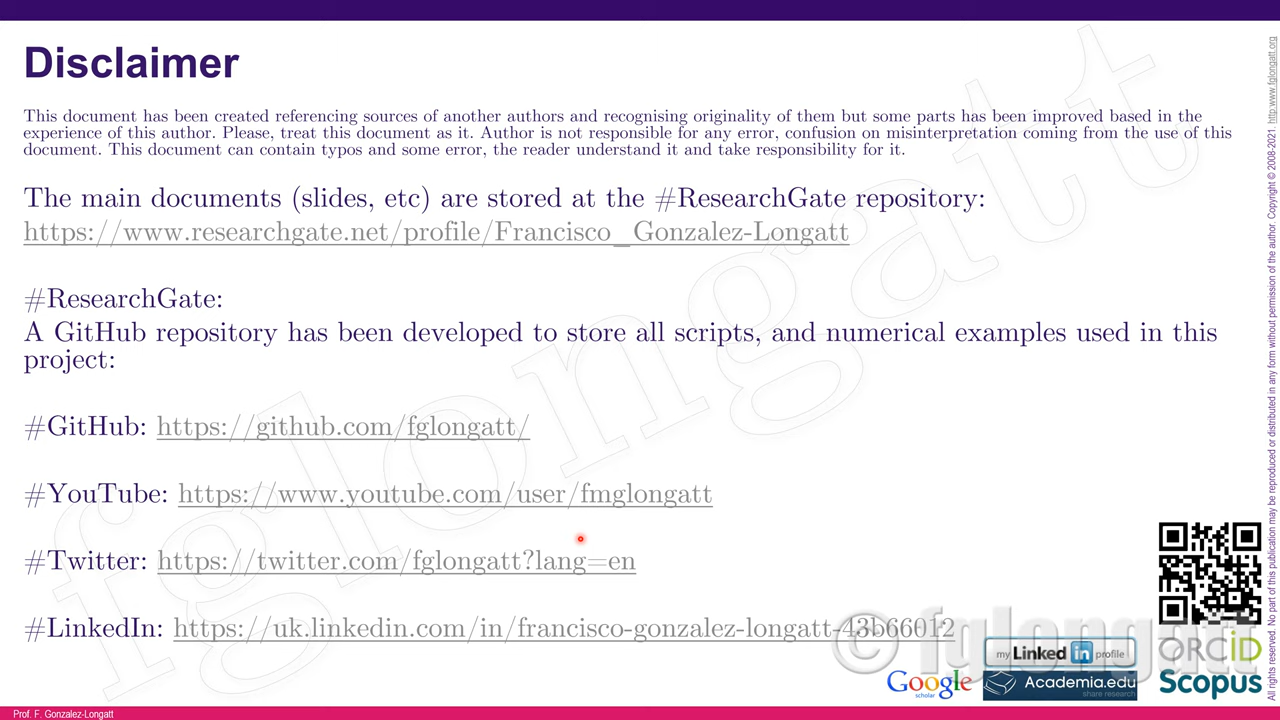 Disclaimer
This document has been created referencing sources of another authors and recognising originality of them but some parts has been improved based in the
experience of this author. Please, treat this document as it. Author is not responsible for any error, confusion on misinterpretation coming from the use of this
document. This document can contain typos and some error, the reader understand it and take responsibility for it.
The main documents (slides, etc) are stored at the #ResearchGate repository:
https://www.researchgate.net/profile/Francisco_Gonzalez-Longatt
#ResearchGate:
A GitHub repository has been developed to store all scripts, and numerical examples used in this
project:
#GitHub: https://github.com/fglongatt/
#YouTube: https://www.youtube.com/user/fmglongatt
#Twitter: https://twitter.com/fglongatt?lang=en
#LinkedIn: https://uk.linkedin.com/in/francisco-gonzalez-longatt-43b66012
fglongatt
© fglongatt
my Linked in profile
ORCID
Google
scholar
Academia.edu
share research
Scopus
Prof. F. Gonzalez-Longatt
All rights reserved. No part of this publication may be reproduced or distributed in any form without permission of the author. Copyright © 2008-2021. http:www.fglongatt.org